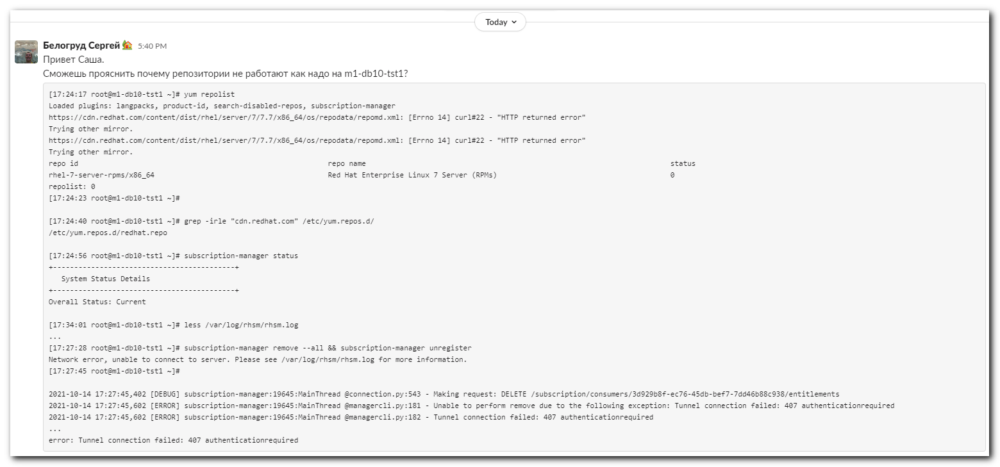 Today
Белогруд Сергей 5:40 PM
Привет Саша.
Сможешь прояснить почему репозитории не работают как надо на m1-db10-tst1?
[17:24:17 root@m1-db10-tst1 ~]# yum repolist
Loaded plugins: langpacks, product-id, search-disabled-repos, subscription-manager
https://cdn.redhat.com/content/dist/rhel/server/7/7.7/x86_64/os/repodata/repomd.xml: [Errno 14] curl#22 - "HTTP returned error"
Trying other mirror.
https://cdn.redhat.com/content/dist/rhel/server/7/7.7/x86_64/os/repodata/repomd.xml: [Errno 14] curl#22 - "HTTP returned error"
Trying other mirror.
repo id repo name status
rhel-7-server-rpms/x86_64 Red Hat Enterprise Linux 7 Server (RPMs) 0
repolist: 0
[17:24:23 root@m1-db10-tst1 ~]#
[17:24:40 root@m1-db10-tst1 ~]# grep -irle "cdn.redhat.com" /etc/yum.repos.d/
/etc/yum.repos.d/redhat.repo
[17:24:56 root@m1-db10-tst1 ~]# subscription-manager status
+-------------------------------------------+
System Status Details
+-------------------------------------------+
Overall Status: Current
[17:34:01 root@m1-db10-tst1 ~]# less /var/log/rhsm/rhsm.log
...
[17:27:28 root@m1-db10-tst1 ~]# subscription-manager remove --all && subscription-manager unregister
Network error, unable to connect to server. Please see /var/log/rhsm/rhsm.log for more information.
[17:27:45 root@m1-db10-tst1 ~]#
2021-10-14 17:27:45,402 [DEBUG] subscription-manager:19645:MainThread @connection.py:543 - Making request: DELETE /subscription/consumers/3d929b8f-ec76-45db-bef7-7dd46b88c938/entitlements
2021-10-14 17:27:45,602 [ERROR] subscription-manager:19645:MainThread @managercli.py:181 - Unable to perform remove due to the following exception: Tunnel connection failed: 407 authenticationrequired
2021-10-14 17:27:45,602 [ERROR] subscription-manager:19645:MainThread @managercli.py:182 - Tunnel connection failed: 407 authenticationrequired
...
error: Tunnel connection failed: 407 authenticationrequired